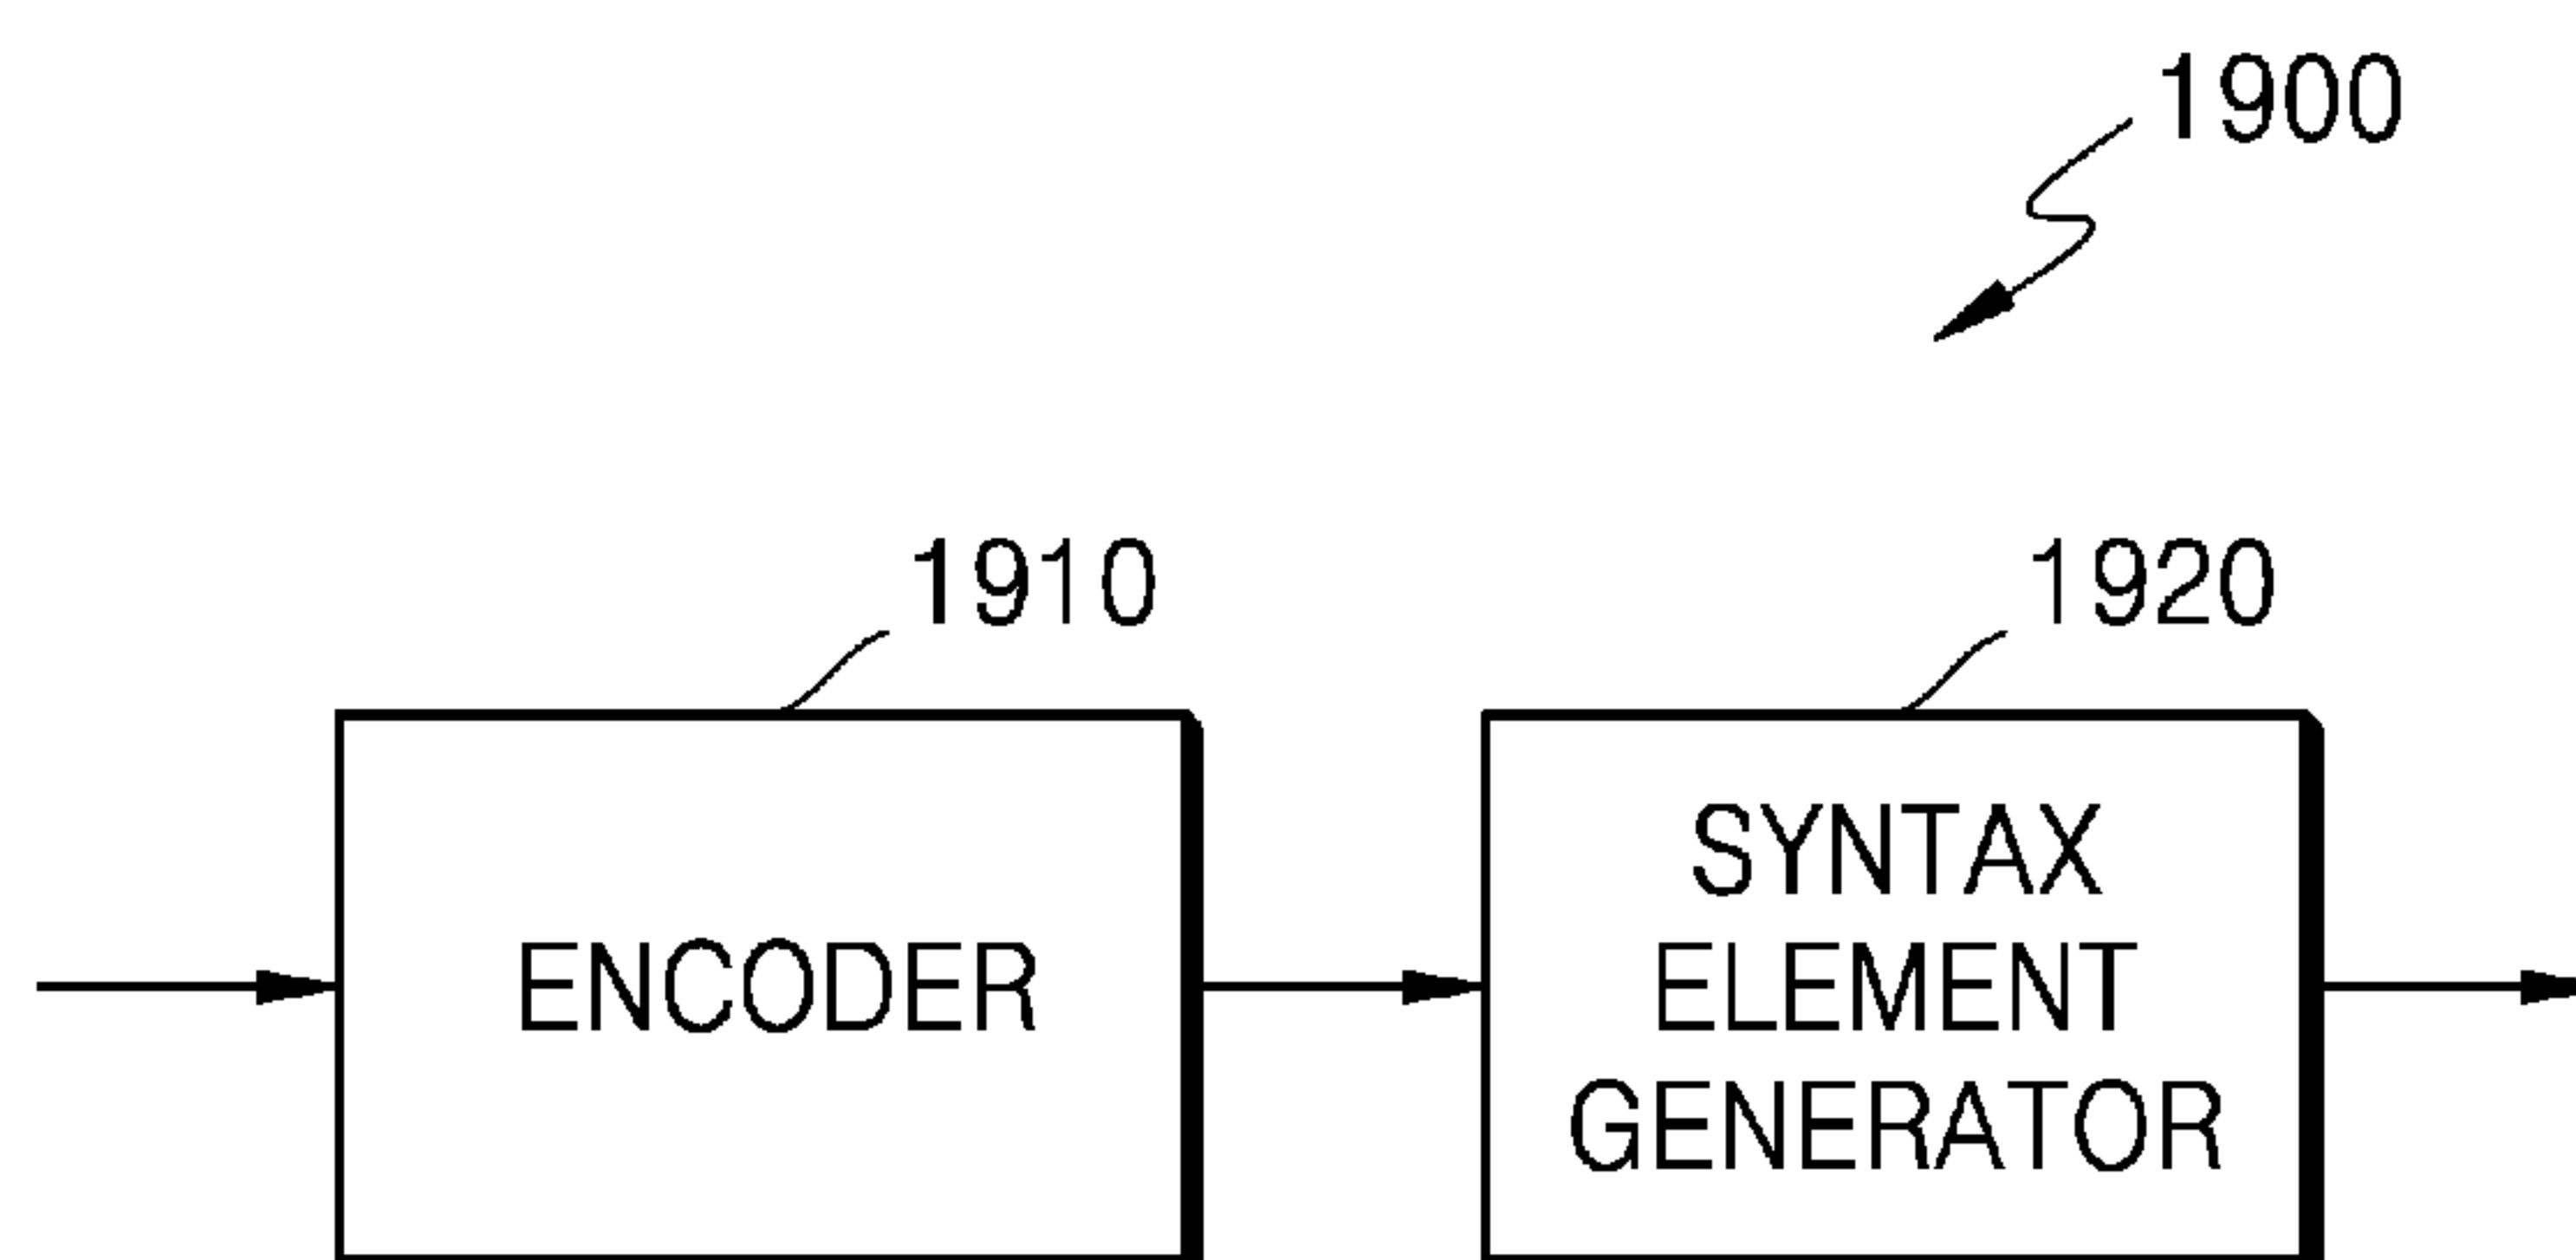 1900
1910
1920
ENCODER
SYNTAX
ELEMENT
GENERATOR